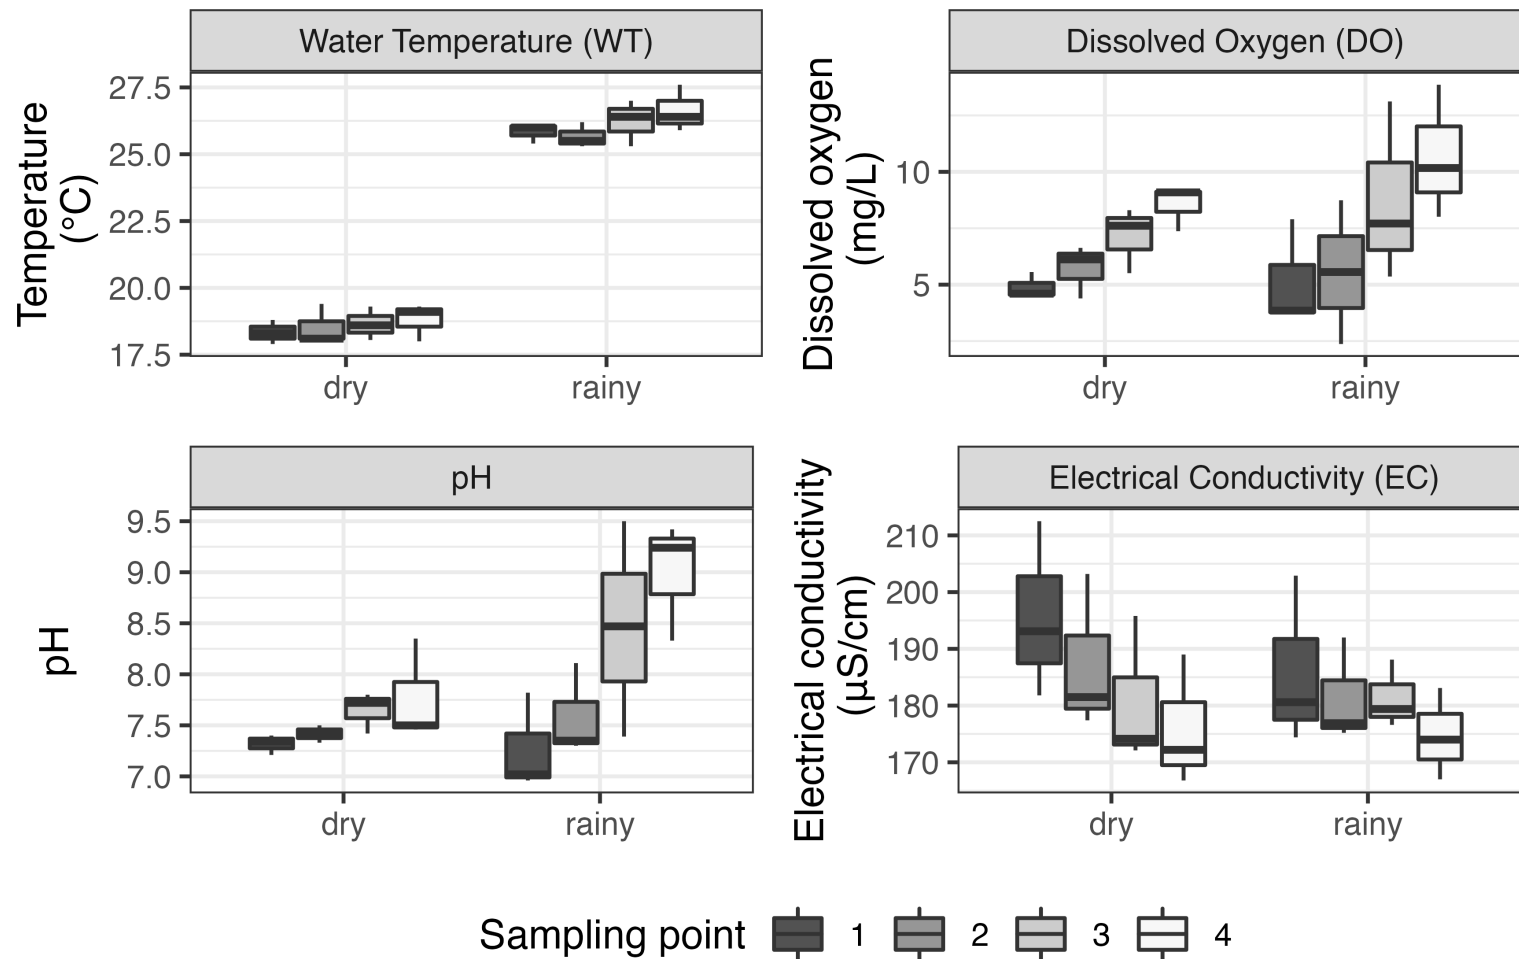 Water Temperature (WT)
Temperature
(°C)
27.5
25.0
22.5
20.0
17.5
dry
rainy
Dissolved Oxygen (DO)
Dissolved oxygen
(mg/L)
10
5
dry
rainy
pH
pH
9.5
9.0
8.5
8.0
7.5
7.0
dry
rainy
Electrical Conductivity (EC)
Electrical conductivity
(µS/cm)
210
200
190
180
170
dry
rainy
Sampling point 1 2 3 4